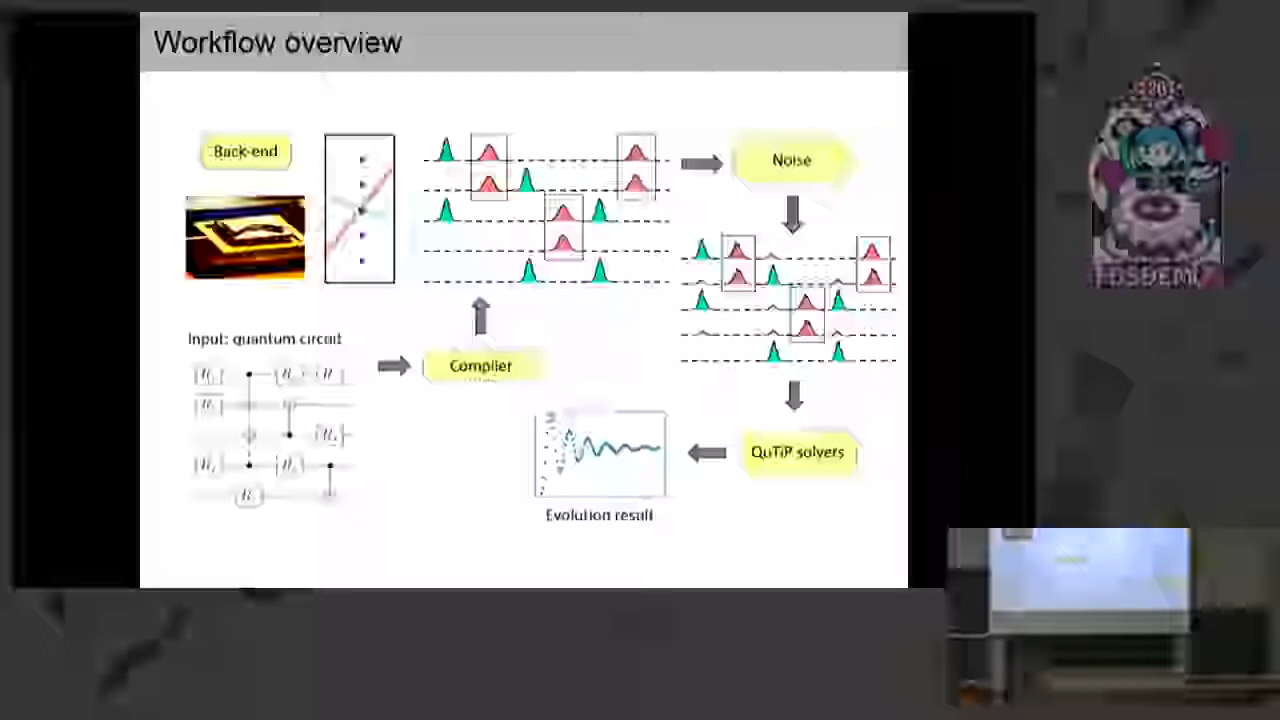 Workflow overview
Back-end
Noise
Input: quantum circuit
Compiler
QuTiP solvers
Evolution result